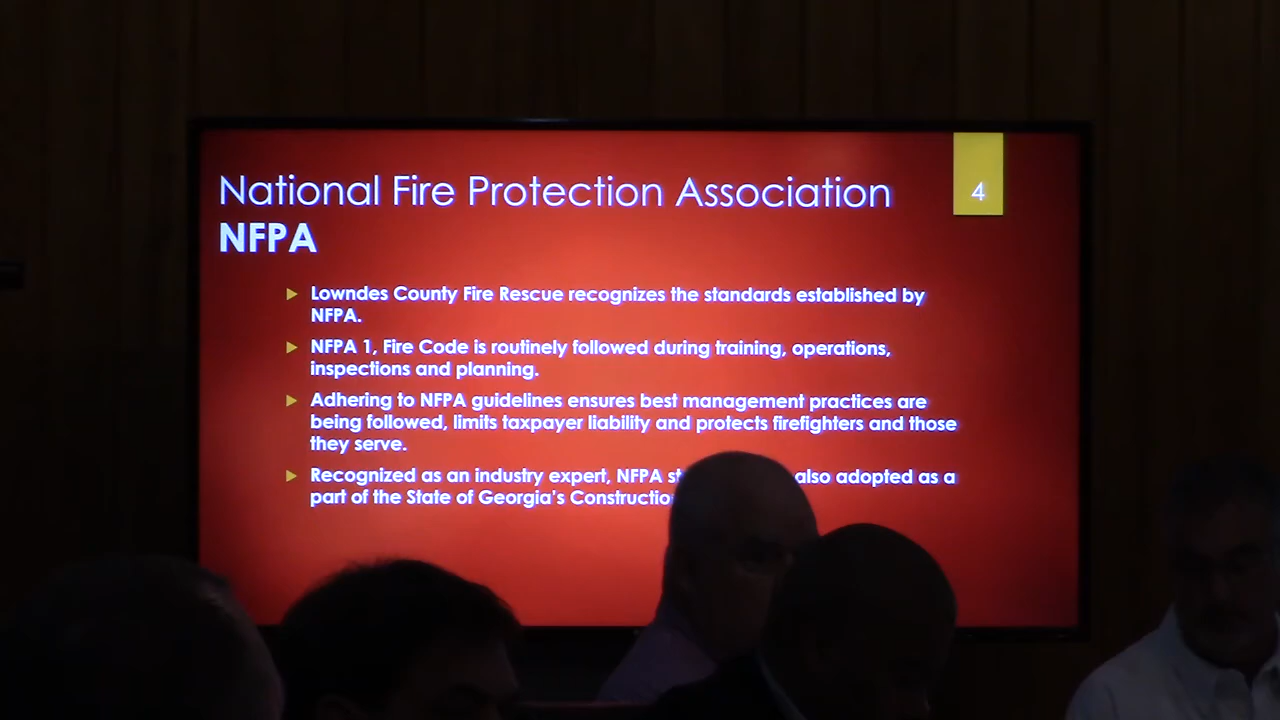 National Fire Protection Association
4
NFPA
Lowndes County Fire Rescue recognizes the standards established by
NFPA.
NFPA 1, Fire Code is routinely followed during training, operations,
inspections and planning.
Adhering to NFPA guidelines ensures best management practices are
being followed, limits taxpayer liability and protects firefighters and those
they serve.
Recognized as an industry expert, NFPA also adopted as a
part of the State of Georgia's